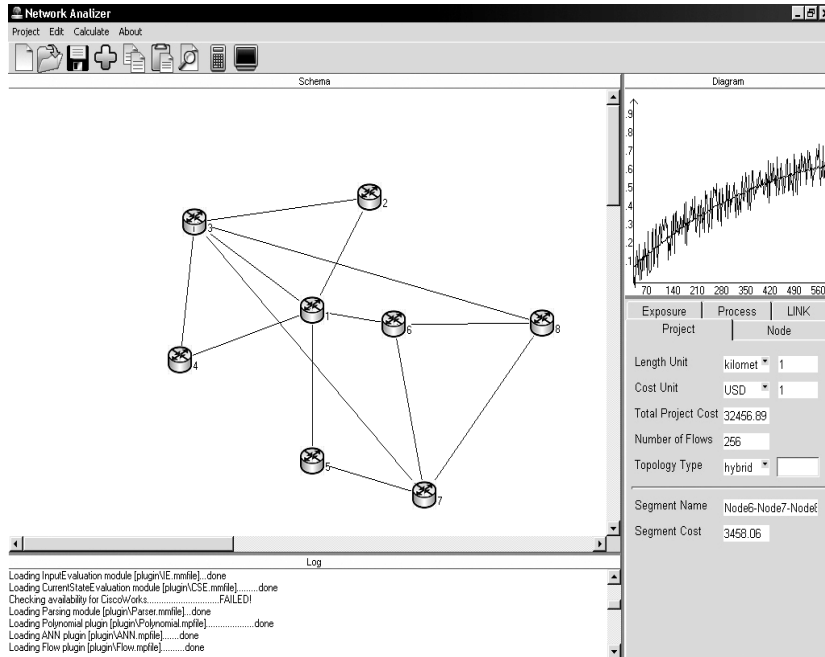 Network Analizer
Project Edit Calculate About
Schema
2
3
1
6
8
4
5
7
Diagram
.9
.8
.7
.6
.5
.4
.3
.2
.1
70 140 210 280 350 420 490 560
Exposure Process LINK
Project Node
Length Unit kilomet 1
Cost Unit USD 1
Total Project Cost 32456.89
Number of Flows 256
Topology Type hybrid
Segment Name Node6-Node7-Node8
Segment Cost 3458.06
Log
Loading InputEvaluation module [plugin\IE.mmfile]...done
Loading CurrentStateEvaluation module [plugin\CSE.mmfile].........done
Checking availability for CiscoWorks.............................FAILED!
Loading Parsing module [plugin\Parser.mmfile]...done
Loading Polynomial plugin [plugin\Polynomial.mpfile]...................done
Loading ANN plugin [plugin\ANN.mpfile].......done
Loading Flow plugin [plugin\Flow.mpfile].........done